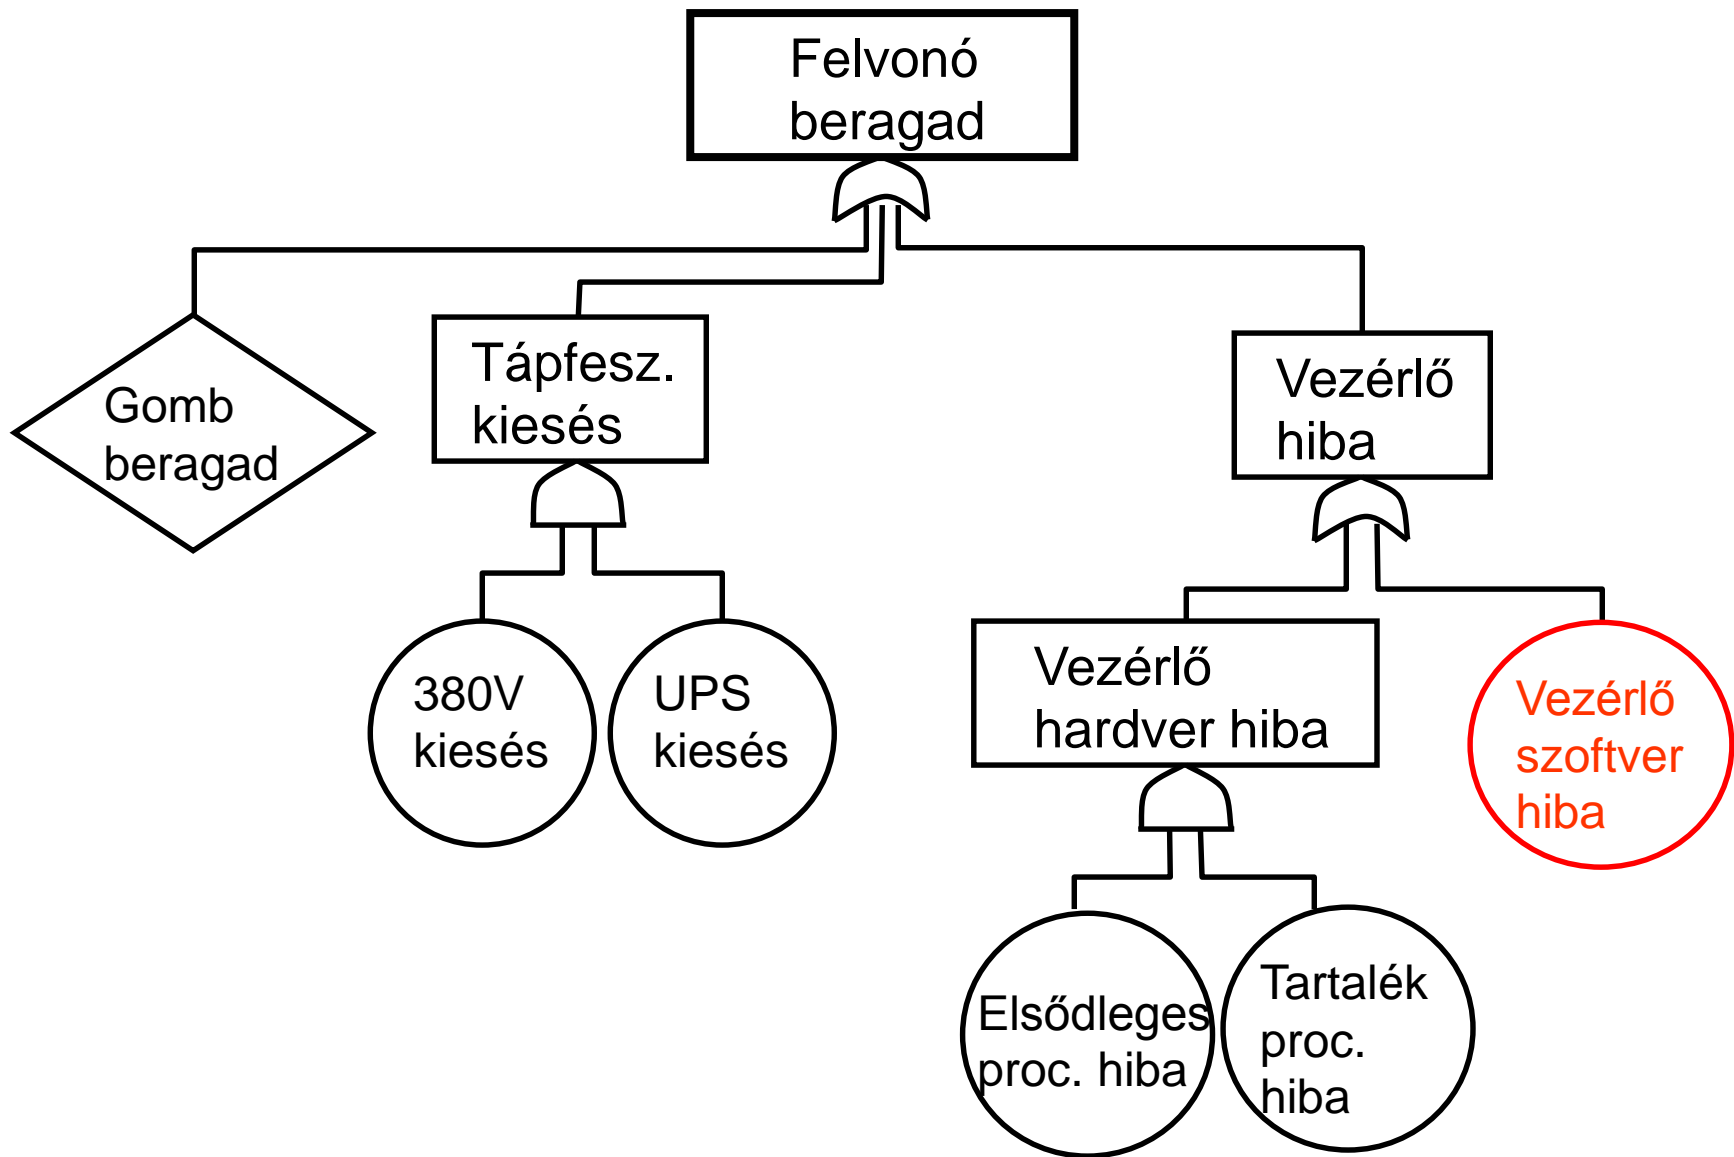 Felvonó
beragad
Gomb
beragad
Tápfesz.
kiesés
Vezérlő
hiba
380V
kiesés
UPS
kiesés
Vezérlő
hardver hiba
Vezérlő
szoftver
hiba
Elsődleges
proc. hiba
Tartalék
proc.
hiba